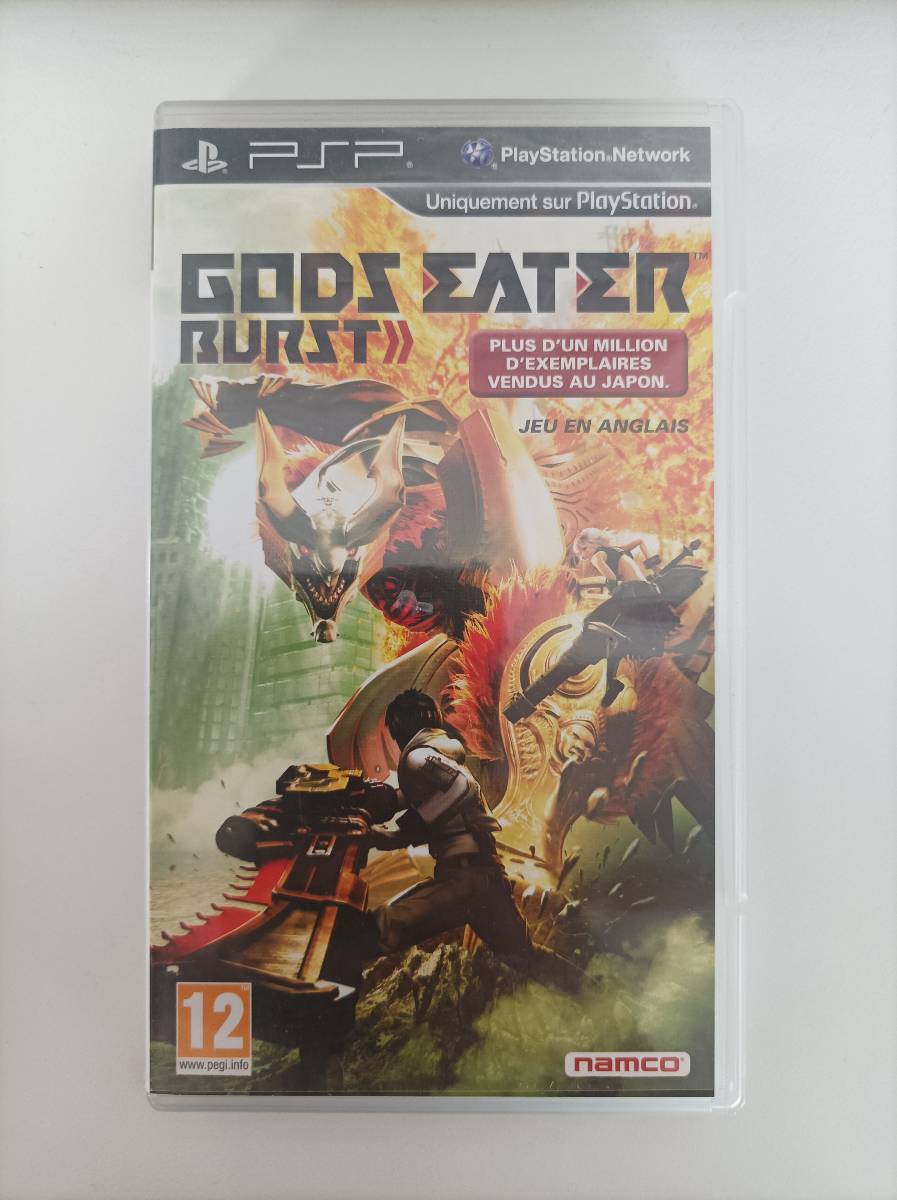 PSP
PlayStation®Network
Uniquement sur PlayStation®
GODS EATER™
BURST
PLUS D'UN MILLION
D'EXEMPLAIRES
VENDUS AU JAPON.
JEU EN ANGLAIS
12
www.pegi.info
namco®